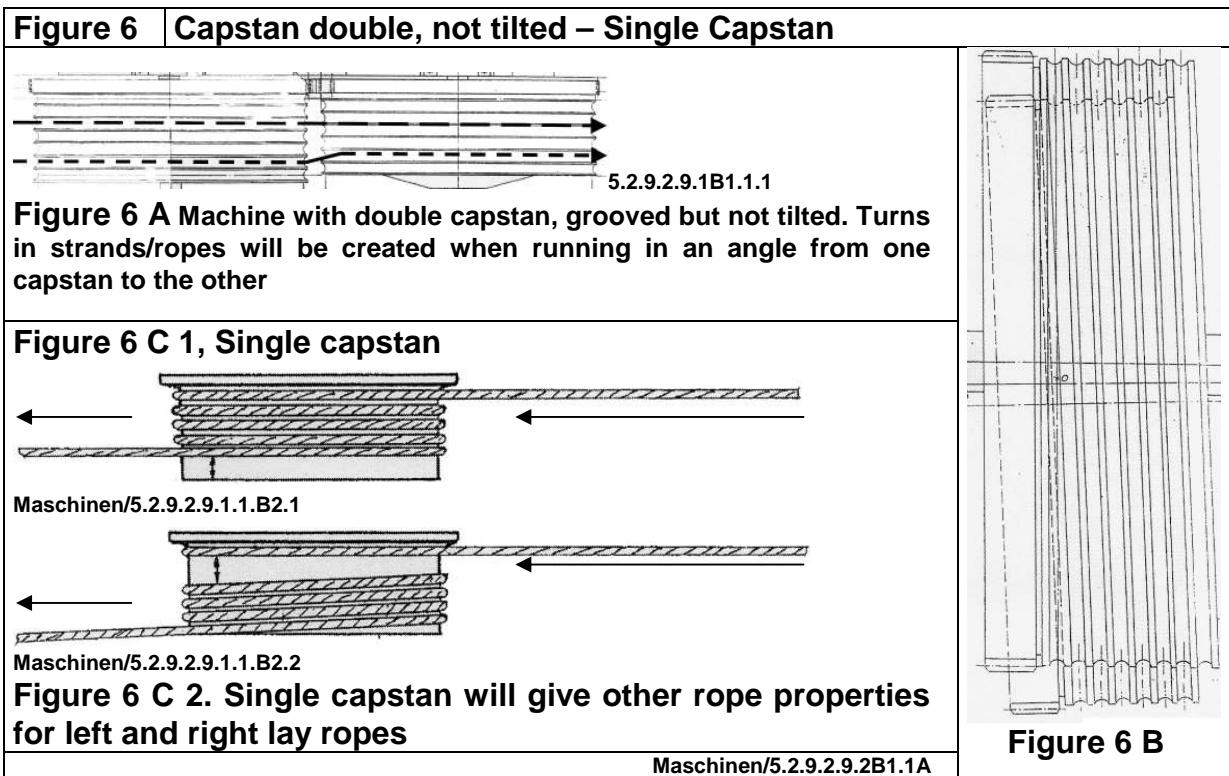 Figure 6 Capstan double, not tilted – Single Capstan
5.2.9.2.9.1B1.1.1
Figure 6 A Machine with double capstan, grooved but not tilted. Turns
in strands/ropes will be created when running in an angle from one
capstan to the other
Figure 6 C 1, Single capstan
Maschinen/5.2.9.2.9.1.1.B2.1
Maschinen/5.2.9.2.9.1.1.B2.2
Figure 6 C 2. Single capstan will give other rope properties
for left and right lay ropes
Maschinen/5.2.9.2.9.2B1.1A
Figure 6 B